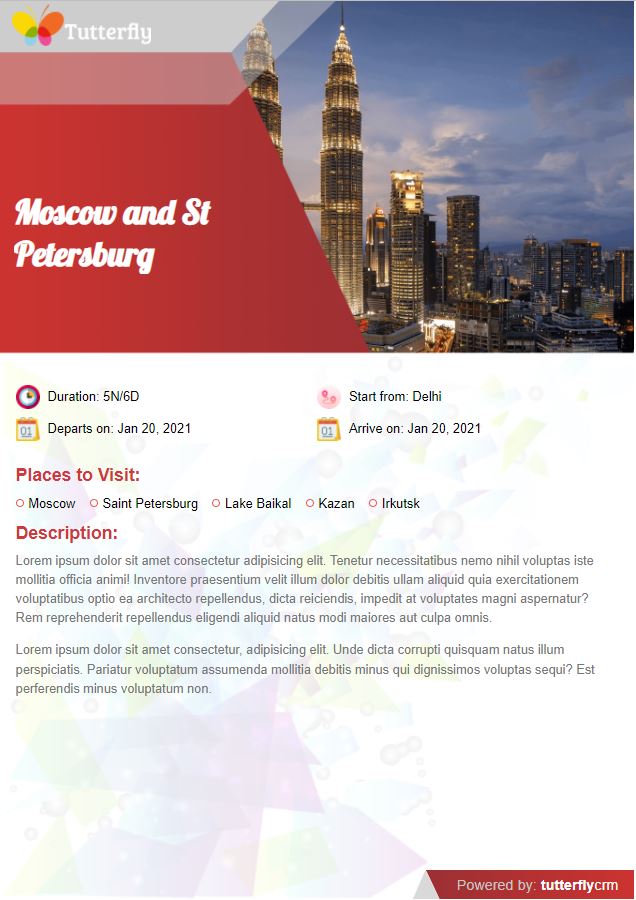 Tutterfly
Moscow and St
Petersburg
Duration: 5N/6D
Start from: Delhi
01
Departs on: Jan 20, 2021
01
Arrive on: Jan 20, 2021
Places to Visit:
Moscow Saint Petersburg Lake Baikal Kazan Irkutsk
Description:
Lorem ipsum dolor sit amet consectetur adipisicing elit. Tenetur necessitatibus nemo nihil voluptas iste
mollitia officia animi! Inventore praesentium velit illum dolor debitis ullam aliquid quia exercitationem
voluptatibus optio ea architecto repellendus, dicta reiciendis, impedit at voluptates magni aspernatur?
Rem reprehenderit repellendus eligendi aliquid natus modi maiores aut culpa omnis.
Lorem ipsum dolor sit amet consectetur, adipisicing elit. Unde dicta corrupti quisquam natus illum
perspiciatis. Pariatur voluptatum assumenda mollitia debitis minus qui dignissimos voluptas sequi? Est
perferendis minus voluptatum non.
Powered by: tutterflycrm